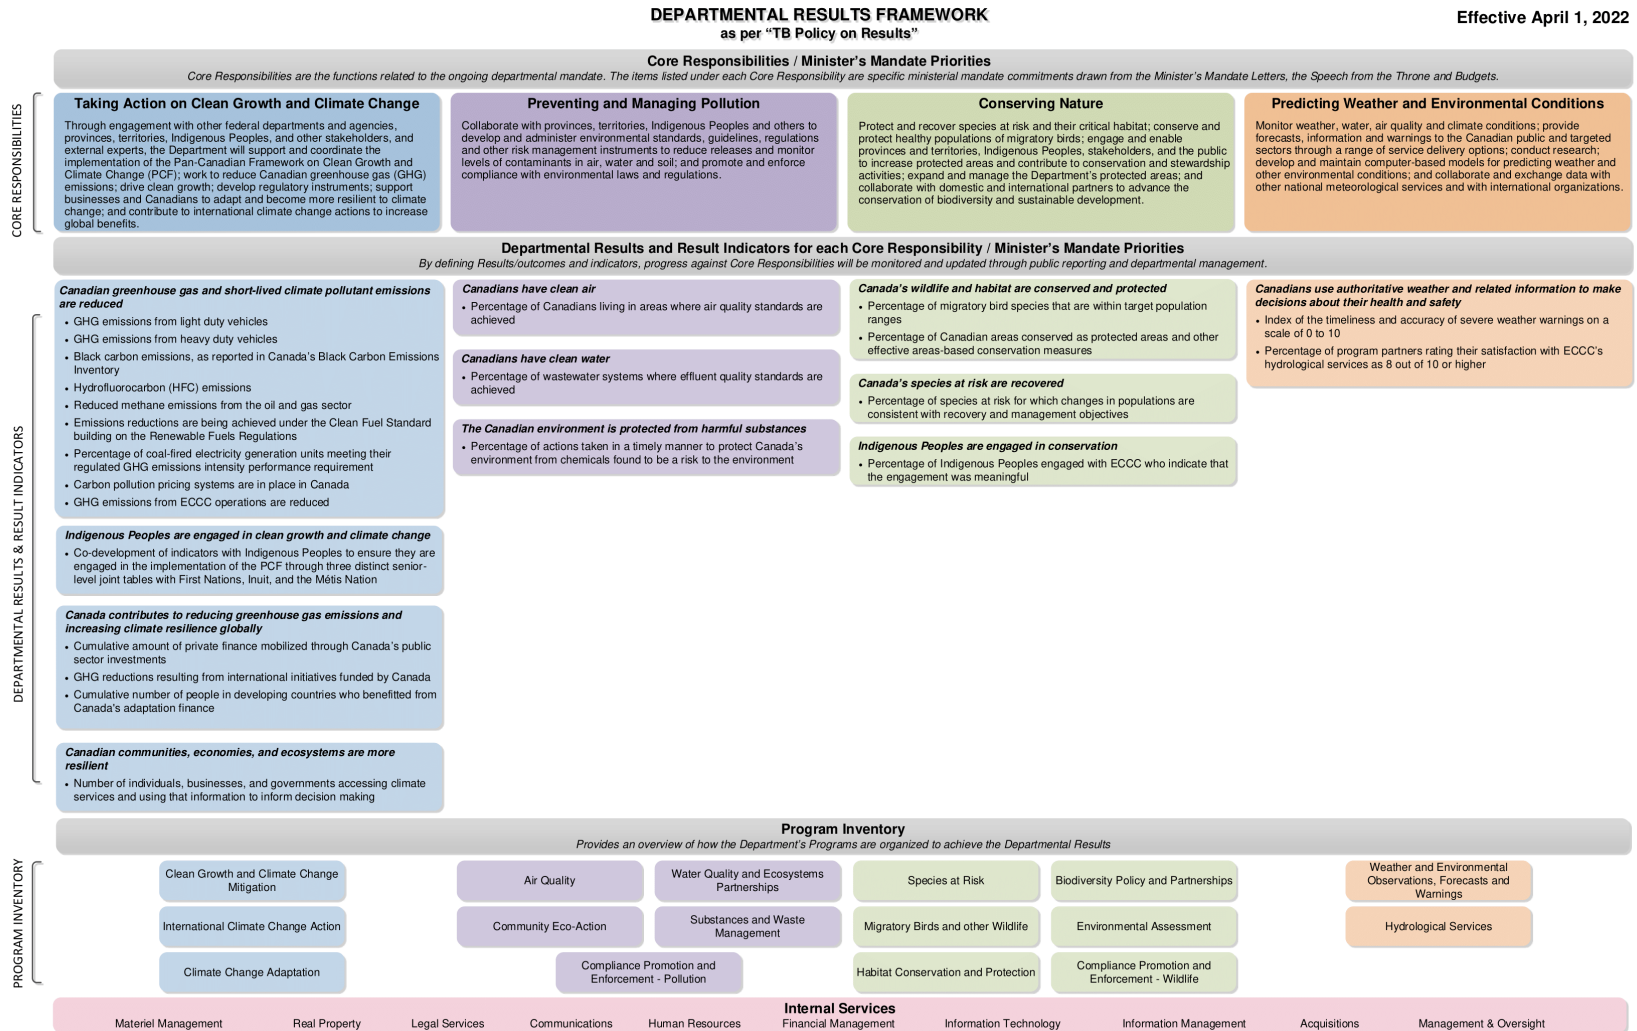 DEPARTMENTAL RESULTS FRAMEWORK
as per “TB Policy on Results”
Effective April 1, 2022
Core Responsibilities / Minister’s Mandate Priorities
Core Responsibilities are the functions related to the ongoing departmental mandate. The items listed under each Core Responsibility are specific ministerial mandate commitments drawn from the Minister’s Mandate Letters, the Speech from the Throne and Budgets.
CORE RESPONSIBILITIES
Taking Action on Clean Growth and Climate Change
Through engagement with other federal departments and agencies,
provinces, territories, Indigenous Peoples, and other stakeholders, and
external experts, the Department will support and coordinate the
implementation of the Pan-Canadian Framework on Clean Growth and
Climate Change (PCF); work to reduce Canadian greenhouse gas (GHG)
emissions; drive clean growth; develop regulatory instruments; support
businesses and Canadians to adapt and become more resilient to climate
change; and contribute to international climate change actions to increase
global benefits.
Preventing and Managing Pollution
Collaborate with provinces, territories, Indigenous Peoples and others to
develop and administer environmental standards, guidelines, regulations
and other risk management instruments to reduce releases and monitor
levels of contaminants in air, water and soil; and promote and enforce
compliance with environmental laws and regulations.
Conserving Nature
Protect and recover species at risk and their critical habitat; conserve and
protect healthy populations of migratory birds; engage and enable
provinces and territories, Indigenous Peoples, stakeholders, and the public
to increase protected areas and contribute to conservation and stewardship
activities; expand and manage the Department’s protected areas; and
collaborate with domestic and international partners to advance the
conservation of biodiversity and sustainable development.
Predicting Weather and Environmental Conditions
Monitor weather, water, air quality and climate conditions; provide
forecasts, information and warnings to the Canadian public and targeted
sectors through a range of service delivery options; conduct research;
develop and maintain computer-based models for predicting weather and
other environmental conditions; and collaborate and exchange data with
other national meteorological services and with international organizations.
Departmental Results and Result Indicators for each Core Responsibility / Minister’s Mandate Priorities
By defining Results/outcomes and indicators, progress against Core Responsibilities will be monitored and updated through public reporting and departmental management.
DEPARTMENTAL RESULTS & RESULT INDICATORS
Canadian greenhouse gas and short-lived climate pollutant emissions
are reduced
• GHG emissions from light duty vehicles
• GHG emissions from heavy duty vehicles
• Black carbon emissions, as reported in Canada’s Black Carbon Emissions
Inventory
• Hydrofluorocarbon (HFC) emissions
• Reduced methane emissions from the oil and gas sector
• Emissions reductions are being achieved under the Clean Fuel Standard
building on the Renewable Fuels Regulations
• Percentage of coal-fired electricity generation units meeting their
regulated GHG emissions intensity performance requirement
• Carbon pollution pricing systems are in place in Canada
• GHG emissions from ECCC operations are reduced
Indigenous Peoples are engaged in clean growth and climate change
• Co-development of indicators with Indigenous Peoples to ensure they are
engaged in the implementation of the PCF through three distinct senior-
level joint tables with First Nations, Inuit, and the Métis Nation
Canada contributes to reducing greenhouse gas emissions and
increasing climate resilience globally
• Cumulative amount of private finance mobilized through Canada’s public
sector investments
• GHG reductions resulting from international initiatives funded by Canada
• Cumulative number of people in developing countries who benefitted from
Canada's adaptation finance
Canadian communities, economies, and ecosystems are more
resilient
• Number of individuals, businesses, and governments accessing climate
services and using that information to inform decision making
Canadians have clean air
• Percentage of Canadians living in areas where air quality standards are
achieved
Canadians have clean water
• Percentage of wastewater systems where effluent quality standards are
achieved
The Canadian environment is protected from harmful substances
• Percentage of actions taken in a timely manner to protect Canada’s
environment from chemicals found to be a risk to the environment
Canada’s wildlife and habitat are conserved and protected
• Percentage of migratory bird species that are within target population
ranges
• Percentage of Canadian areas conserved as protected areas and other
effective areas-based conservation measures
Canada’s species at risk are recovered
• Percentage of species at risk for which changes in populations are
consistent with recovery and management objectives
Indigenous Peoples are engaged in conservation
• Percentage of Indigenous Peoples engaged with ECCC who indicate that
the engagement was meaningful
Canadians use authoritative weather and related information to make
decisions about their health and safety
• Index of the timeliness and accuracy of severe weather warnings on a
scale of 0 to 10
• Percentage of program partners rating their satisfaction with ECCC’s
hydrological services as 8 out of 10 or higher
Program Inventory
Provides an overview of how the Department’s Programs are organized to achieve the Departmental Results
PROGRAM INVENTORY
Clean Growth and Climate Change
Mitigation
International Climate Change Action
Climate Change Adaptation
Air Quality
Water Quality and Ecosystems
Partnerships
Community Eco-Action
Substances and Waste
Management
Compliance Promotion and
Enforcement - Pollution
Species at Risk
Biodiversity Policy and Partnerships
Migratory Birds and other Wildlife
Environmental Assessment
Habitat Conservation and Protection
Compliance Promotion and
Enforcement - Wildlife
Weather and Environmental
Observations, Forecasts and
Warnings
Hydrological Services
Internal Services
Materiel Management Real Property Legal Services Communications Human Resources Financial Management Information Technology Information Management Acquisitions Management & Oversight